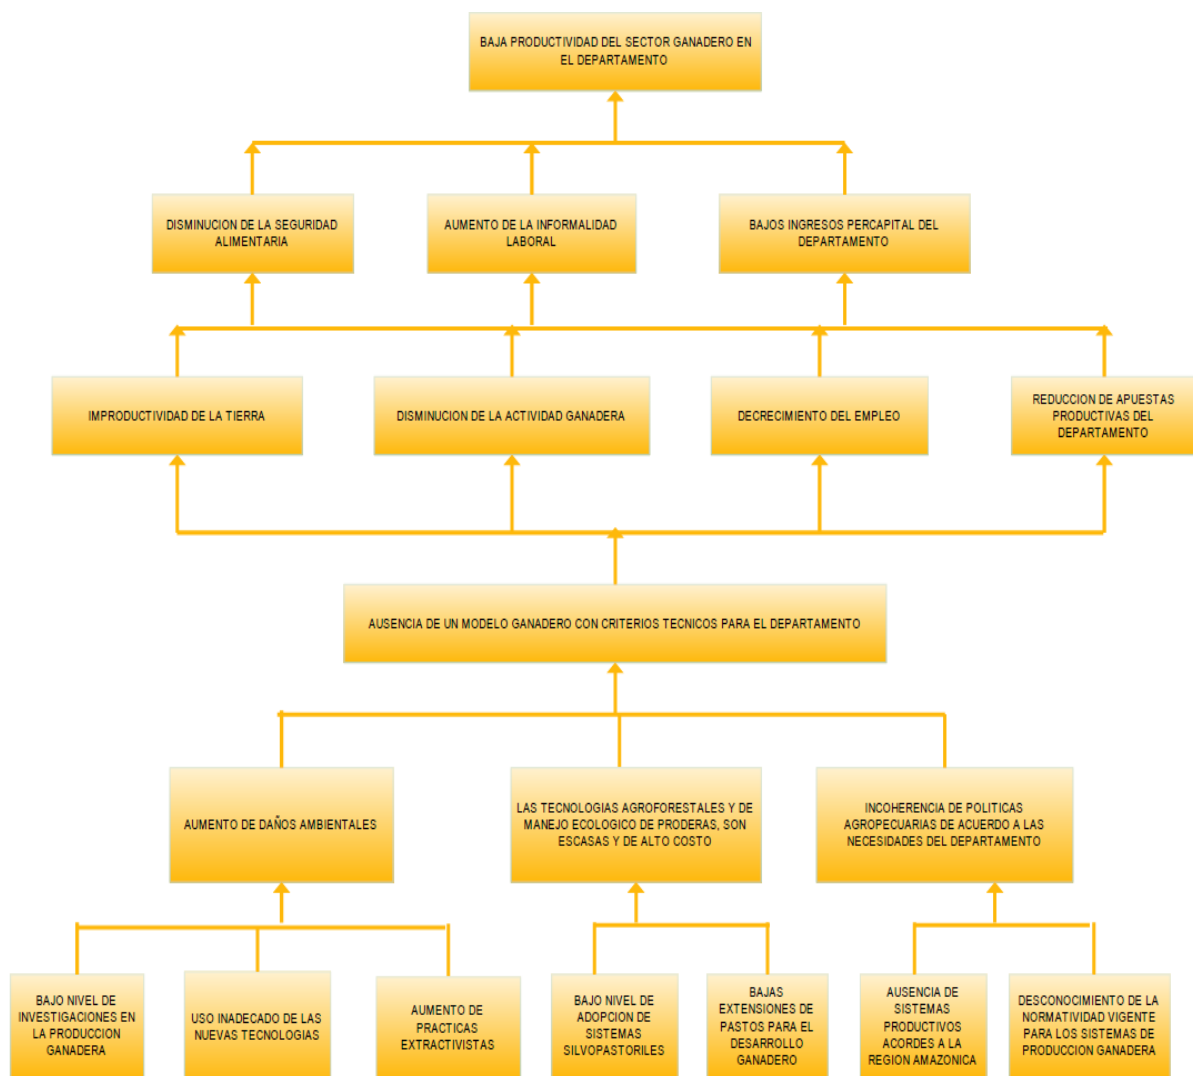 BAJA PRODUCTIVIDAD DEL SECTOR GANADERO EN
EL DEPARTAMENTO
DISMINUCION DE LA SEGURIDAD
ALIMENTARIA
AUMENTO DE LA INFORMALIDAD
LABORAL
BAJOS INGRESOS PERCAPITAL DEL
DEPARTAMENTO
IMPRODUCTIVIDAD DE LA TIERRA
DISMINUCION DE LA ACTIVIDAD GANADERA
DECRECIMIENTO DEL EMPLEO
REDUCCION DE APUESTAS
PRODUCTIVAS DEL
DEPARTAMENTO
AUSENCIA DE UN MODELO GANADERO CON CRITERIOS TECNICOS PARA EL DEPARTAMENTO
AUMENTO DE DAÑOS AMBIENTALES
LAS TECNOLOGIAS AGROFORESTALES Y DE
MANEJO ECOLOGICO DE PRODERAS, SON
ESCASAS Y DE ALTO COSTO
INCOHERENCIA DE POLITICAS
AGROPECUARIAS DE ACUERDO A LAS
NECESIDADES DEL DEPARTAMENTO
BAJO NIVEL DE
INVESTIGACIONES EN
LA PRODUCCION
GANADERA
USO INADECADO DE LAS
NUEVAS TECNOLOGIAS
AUMENTO DE
PRACTICAS
EXTRACTIVISTAS
BAJO NIVEL DE
ADOPCION DE
SISTEMAS
SILVOPASTORILES
BAJAS
EXTENSIONES DE
PASTOS PARA EL
DESARROLLO
GANADERO
AUSENCIA DE
SISTEMAS
PRODUCTIVOS
ACORDES A LA
REGION AMAZONICA
DESCONOCIMIENTO DE LA
NORMATIVIDAD VIGENTE
PARA LOS SISTEMAS DE
PRODUCCION GANADERA